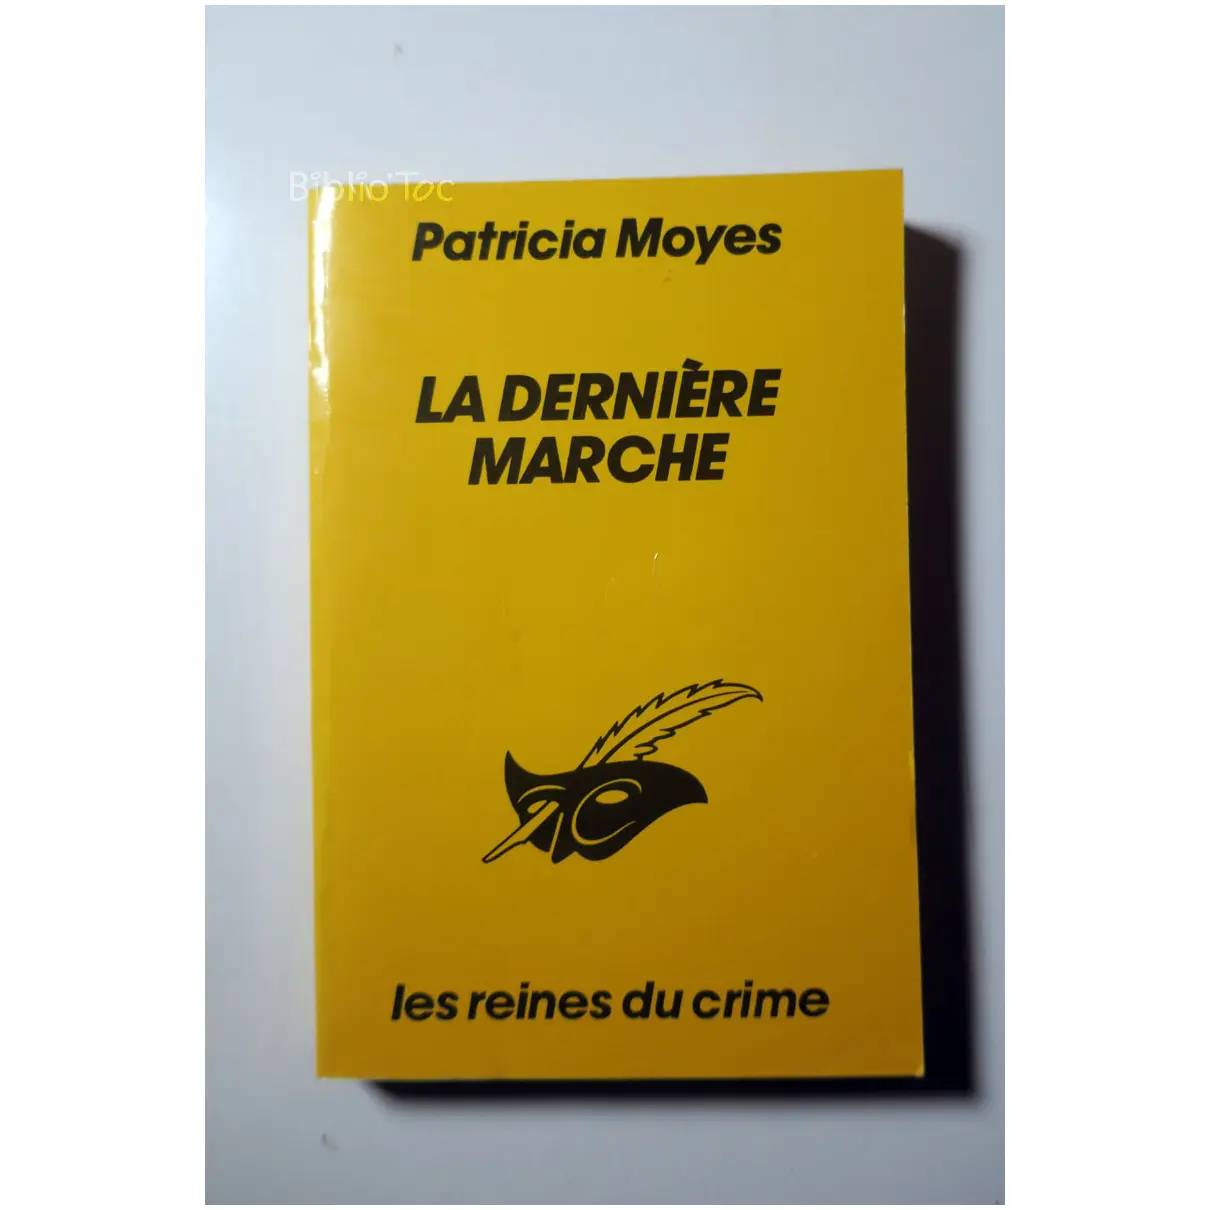 Biblio'Toc
Patricia Moyes
LA DERNIÈRE
MARCHE
les reines du crime